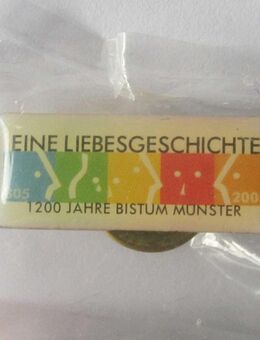 EINE LIEBESGESCHICHTE
805 200
1200 JAHRE BISTUM MÜNSTER